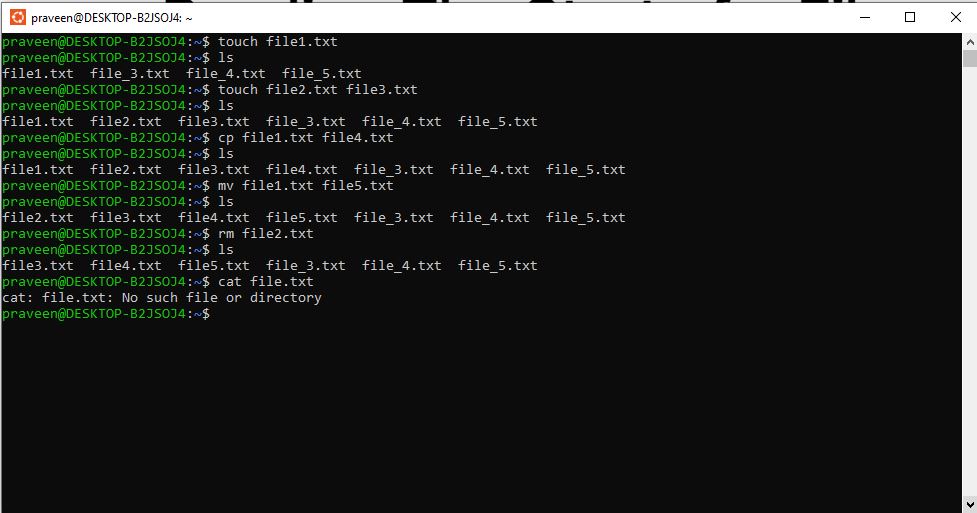 praveen@DESKTOP-B2JSOJ4: ~
praveen@DESKTOP-B2JSOJ4:~$ touch file1.txt
praveen@DESKTOP-B2JSOJ4:~$ ls
file1.txt  file_3.txt  file_4.txt  file_5.txt
praveen@DESKTOP-B2JSOJ4:~$ touch file2.txt file3.txt
praveen@DESKTOP-B2JSOJ4:~$ ls
file1.txt  file2.txt  file3.txt  file_3.txt  file_4.txt  file_5.txt
praveen@DESKTOP-B2JSOJ4:~$ cp file1.txt file4.txt
praveen@DESKTOP-B2JSOJ4:~$ ls
file1.txt  file2.txt  file3.txt  file4.txt  file_3.txt  file_4.txt  file_5.txt
praveen@DESKTOP-B2JSOJ4:~$ mv file1.txt file5.txt
praveen@DESKTOP-B2JSOJ4:~$ ls
file2.txt  file3.txt  file4.txt  file5.txt  file_3.txt  file_4.txt  file_5.txt
praveen@DESKTOP-B2JSOJ4:~$ rm file2.txt
praveen@DESKTOP-B2JSOJ4:~$ ls
file3.txt  file4.txt  file5.txt  file_3.txt  file_4.txt  file_5.txt
praveen@DESKTOP-B2JSOJ4:~$ cat file.txt
cat: file.txt: No such file or directory
praveen@DESKTOP-B2JSOJ4:~$